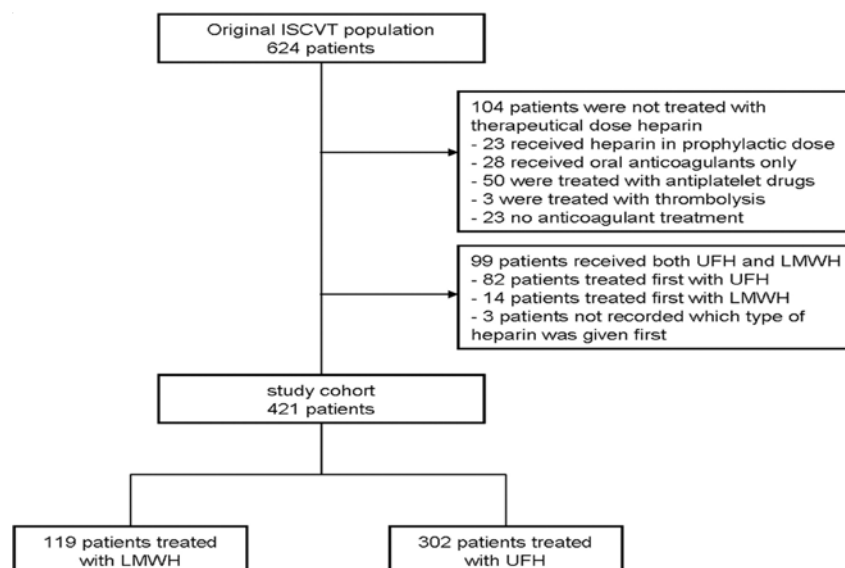 Original ISCVT population
624 patients
104 patients were not treated with
therapeutical dose heparin
- 23 received heparin in prophylactic dose
- 28 received oral anticoagulants only
- 50 were treated with antiplatelet drugs
- 3 were treated with thrombolysis
- 23 no anticoagulant treatment
99 patients received both UFH and LMWH
- 82 patients treated first with UFH
- 14 patients treated first with LMWH
- 3 patients not recorded which type of
heparin was given first
study cohort
421 patients
119 patients treated
with LMWH
302 patients treated
with UFH